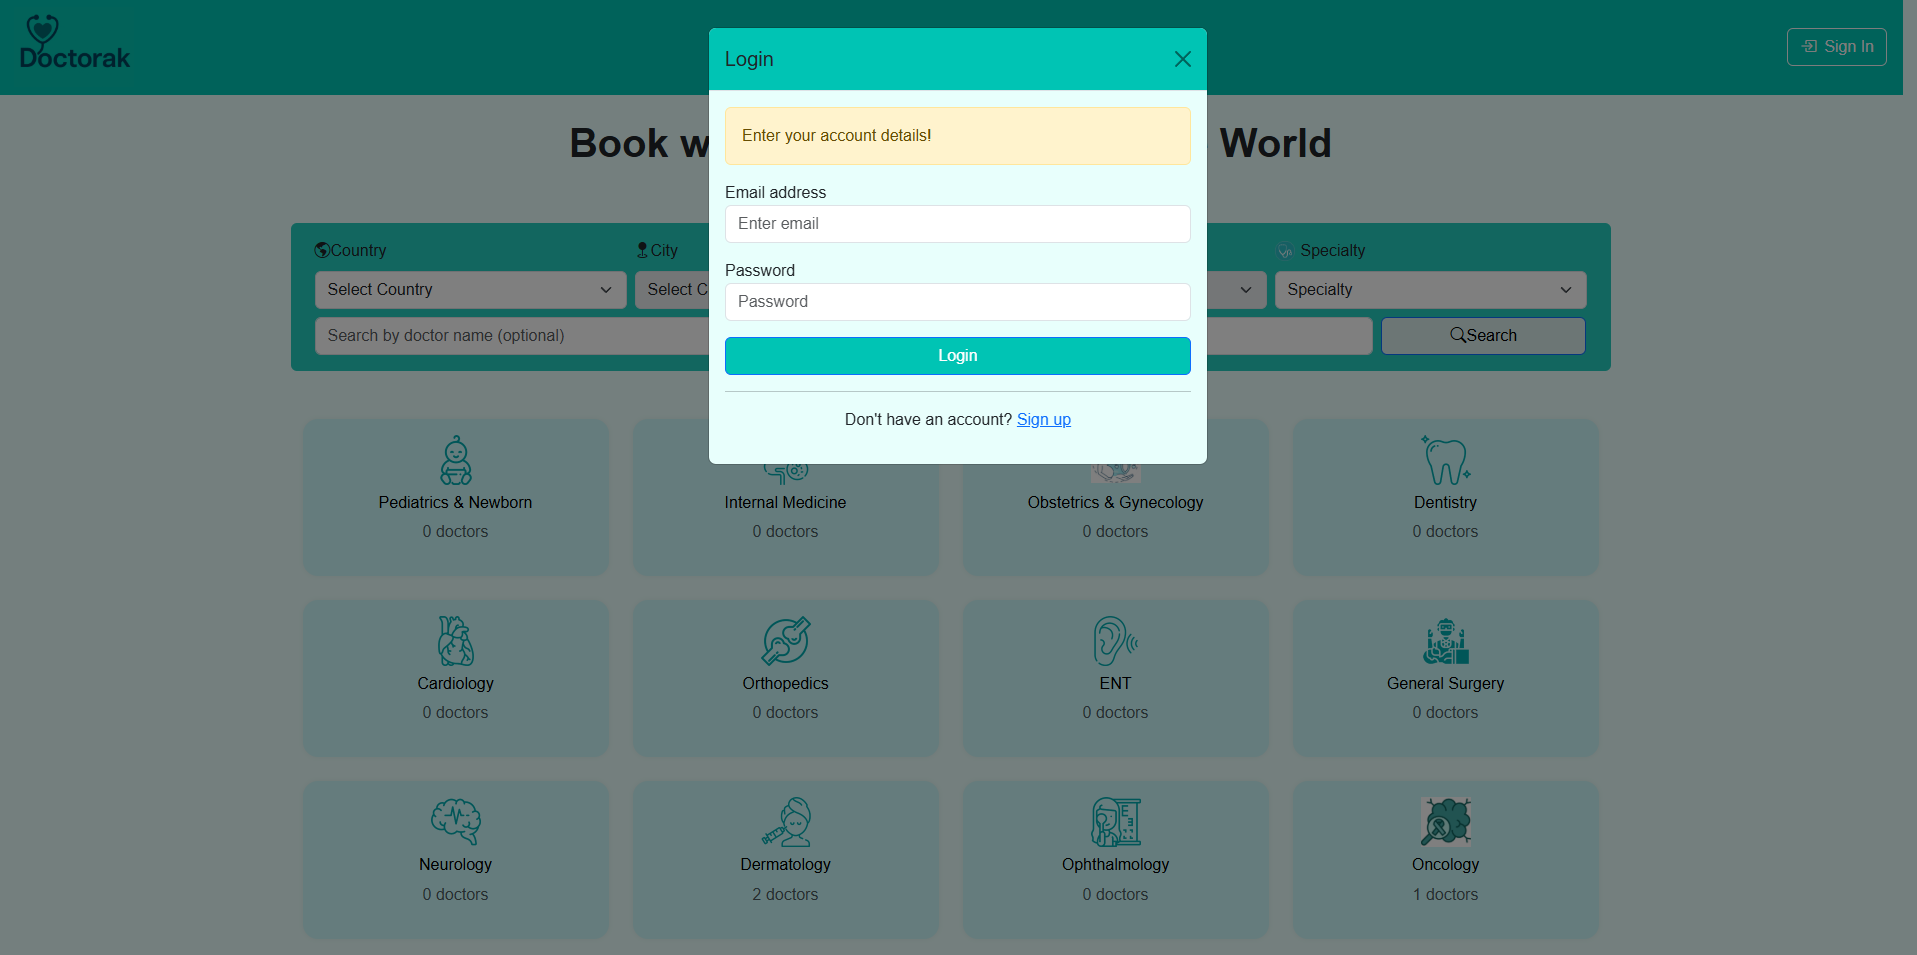 Doctorak
Sign In
Login
Book
World
Enter your account details!
Email address
Enter email
Password
Password
Login
Don't have an account? Sign up
Country
City
Specialty
Select Country
Select
Specialty
Search by doctor name (optional)
Search
Pediatrics & Newborn
0 doctors
Internal Medicine
0 doctors
Obstetrics & Gynecology
0 doctors
Dentistry
0 doctors
Cardiology
0 doctors
Orthopedics
0 doctors
ENT
0 doctors
General Surgery
0 doctors
Neurology
0 doctors
Dermatology
2 doctors
Ophthalmology
0 doctors
Oncology
1 doctors